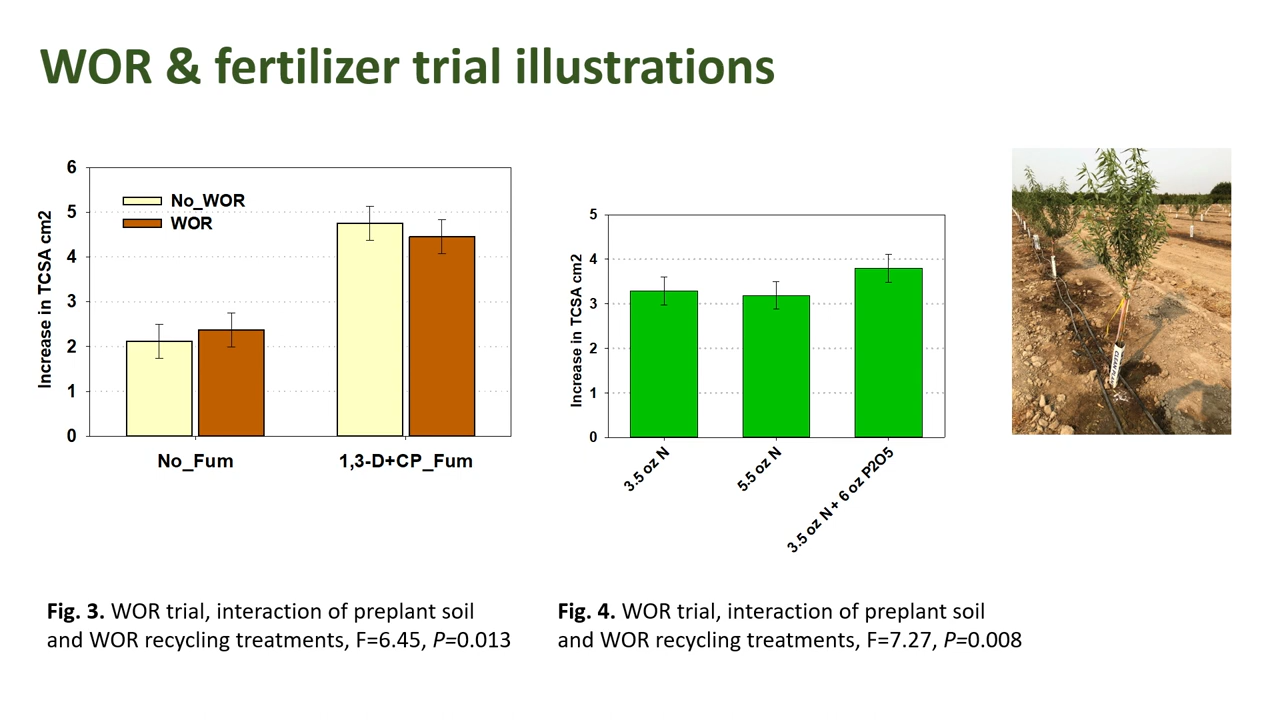 WOR & fertilizer trial illustrations
6
5
4
3
2
1
0
Increase in TCSA cm2
No_WOR
WOR
No_Fum
1,3-D+CP_Fum
5
4
3
2
1
0
Increase in TCSA cm2
3.5 oz N
5.5 oz N
3.5 oz N + 6 oz P2O5
Fig. 3. WOR trial, interaction of preplant soil
and WOR recycling treatments, F=6.45, P=0.013
Fig. 4. WOR trial, interaction of preplant soil
and WOR recycling treatments, F=7.27, P=0.008